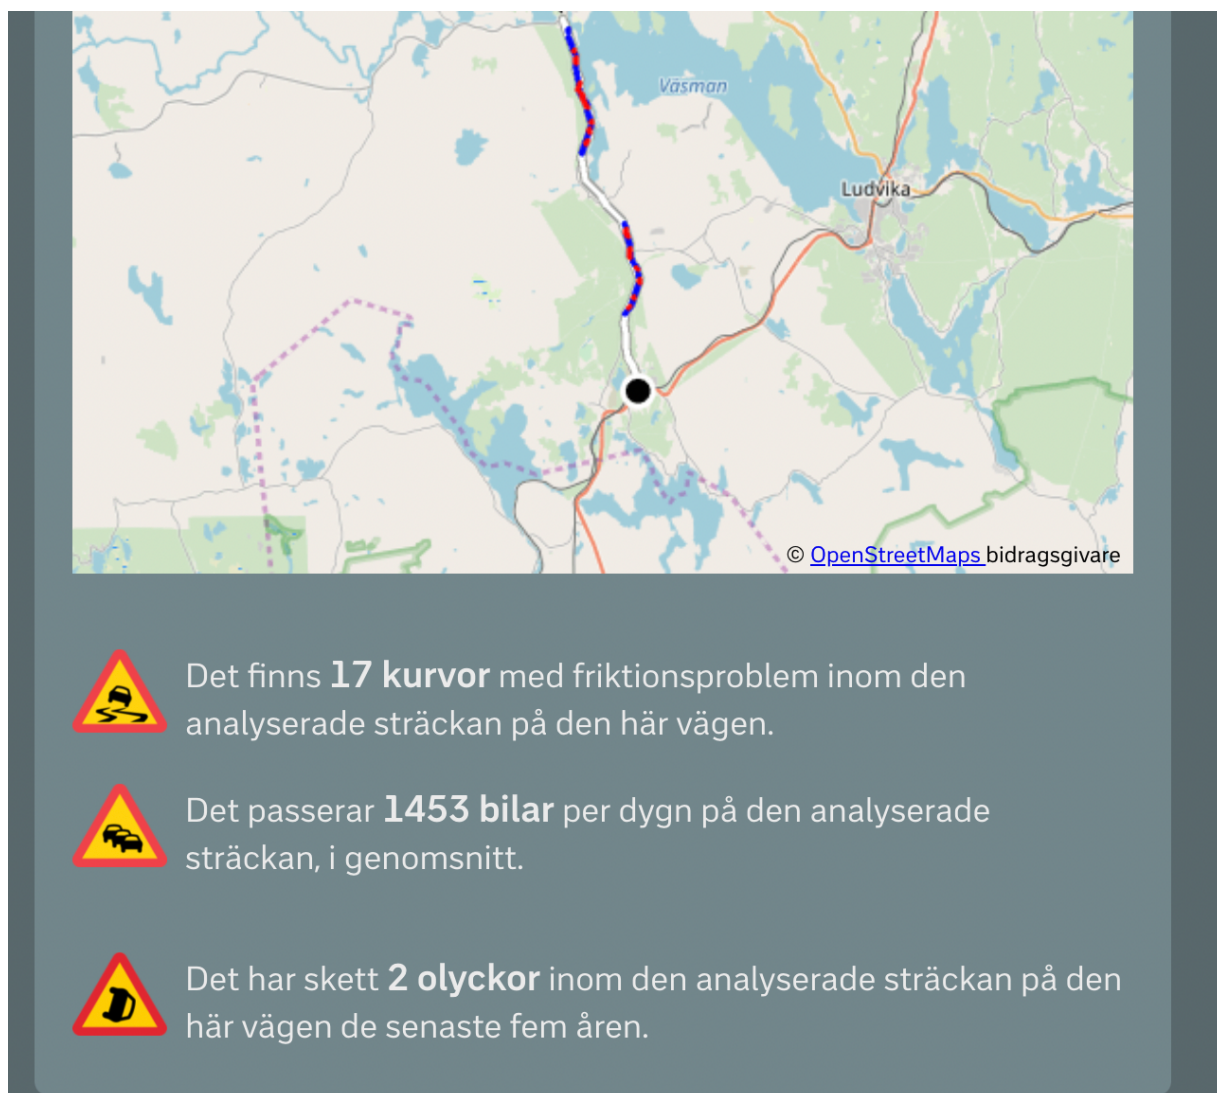 Väsman
Ludvika
© OpenStreetMaps bidragsgivare
Det finns 17 kurvor med friktionsproblem inom den
analyserade sträckan på den här vägen.
Det passerar 1453 bilar per dygn på den analyserade
sträckan, i genomsnitt.
Det har skett 2 olyckor inom den analyserade sträckan på den
här vägen de senaste fem åren.